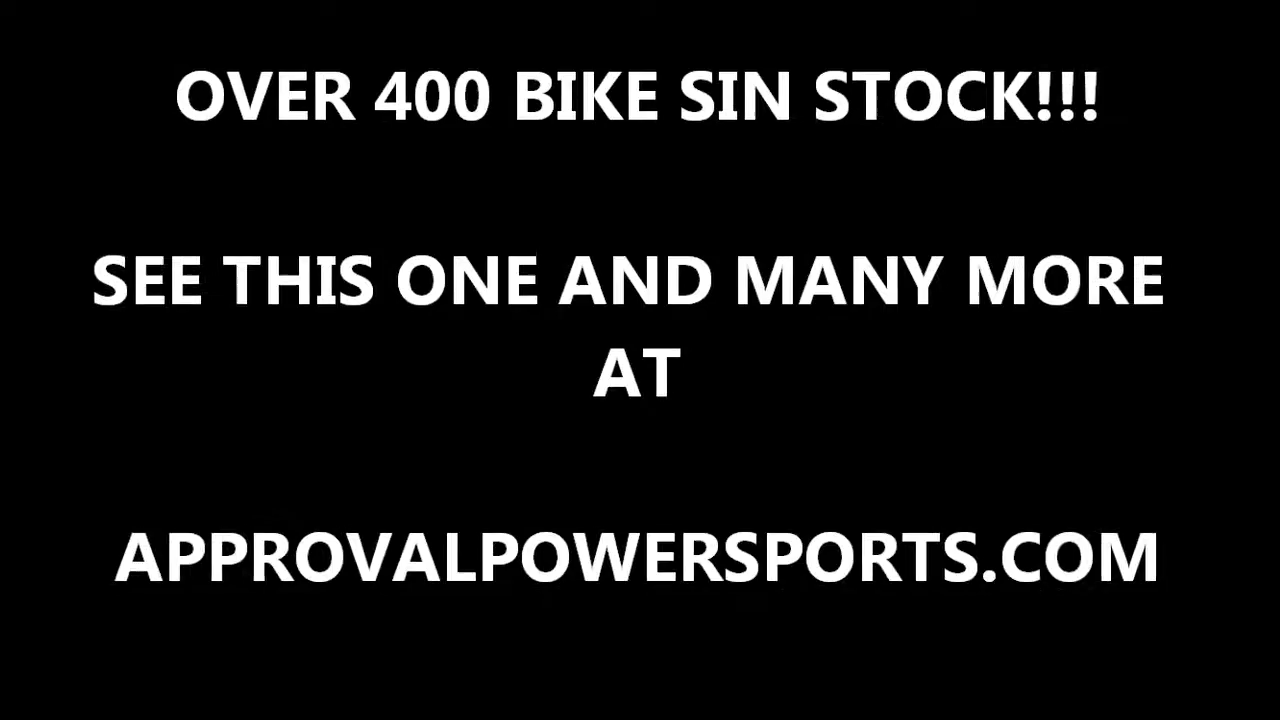 OVER 400 BIKE SIN STOCK!!!
SEE THIS ONE AND MANY MORE
AT
APPROVALPOWERSPORTS.COM